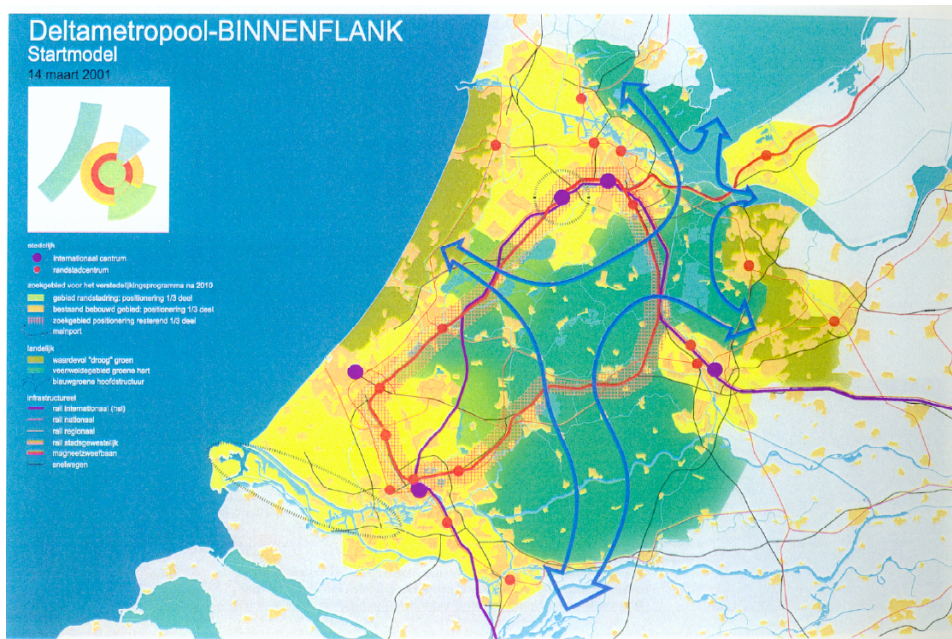 Deltametropool-BINNENFLANK
Startmodel
14 maart 2001
stedelijk
internationaal centrum
randstadcentrum
zoekgebied voor het verstedelijkingsprogramma na 2010
gebied randstadring: positionering 1/3 deel
bestaand bebouwd gebied: positionering 1/3 deel
zoekgebied positionering resterend 1/3 deel
mainport
landelijk
waardevol "droog" groen
veenweidegebied groene hart
blauwgroene hoofdstructuur
infrastructureel
rail internationaal (hsl)
rail nationaal
rail regionaal
rail stadsgewestelijk
magneetzweefbaan
snelwegen